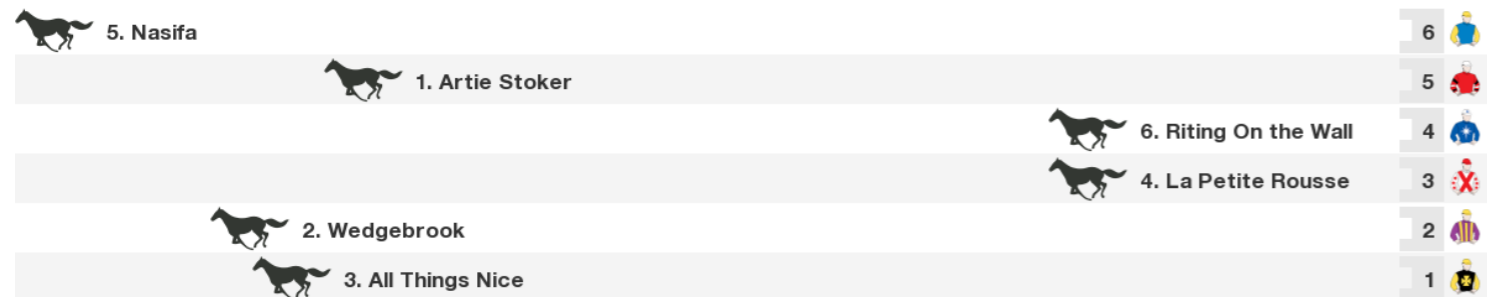 5. Nasifa 6
1. Artie Stoker 5
6. Riting On the Wall 4
4. La Petite Rousse 3
2. Wedgebrook 2
3. All Things Nice 1